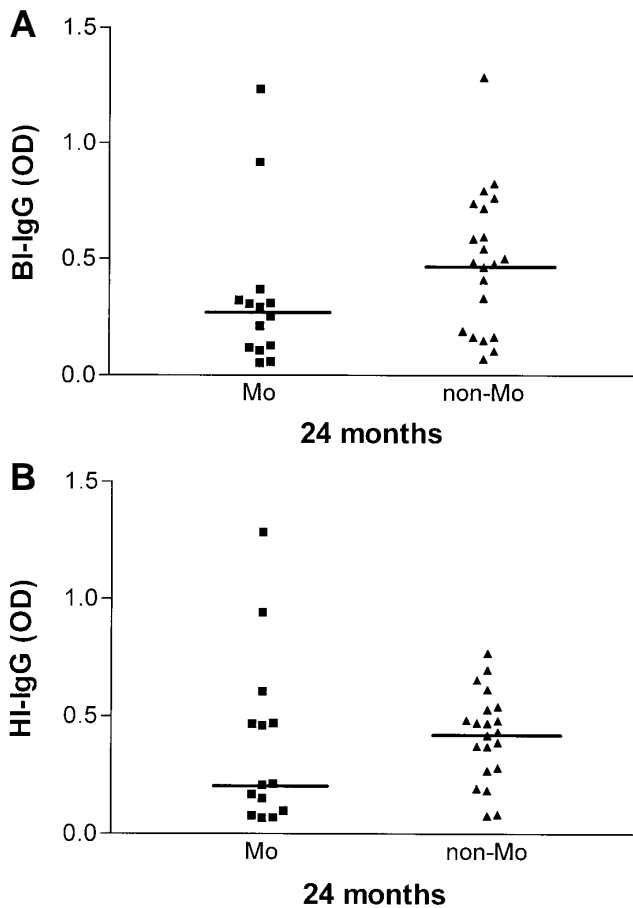 A
BI-IgG (OD)
1.5
1.0
0.5
0.0
Mo
non-Mo
24 months
B
HI-IgG (OD)
1.5
1.0
0.5
0.0
Mo
non-Mo
24 months